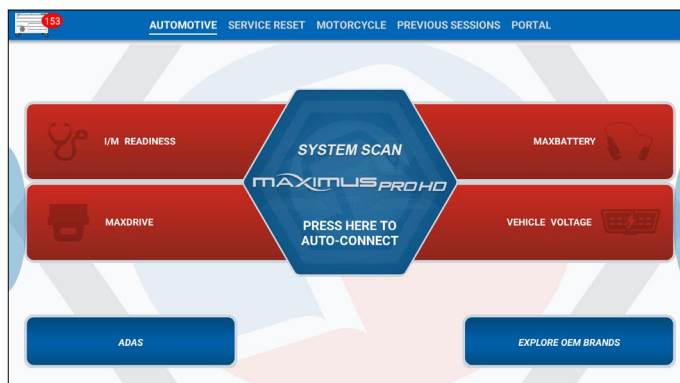 153
AUTOMOTIVE SERVICE RESET MOTORCYCLE PREVIOUS SESSIONS PORTAL
I/M READINESS
SYSTEM SCAN
MAXBATTERY
MAXIMUS PRO HD
MAXDRIVE
PRESS HERE TO
AUTO-CONNECT
VEHICLE VOLTAGE
ADAS
EXPLORE OEM BRANDS